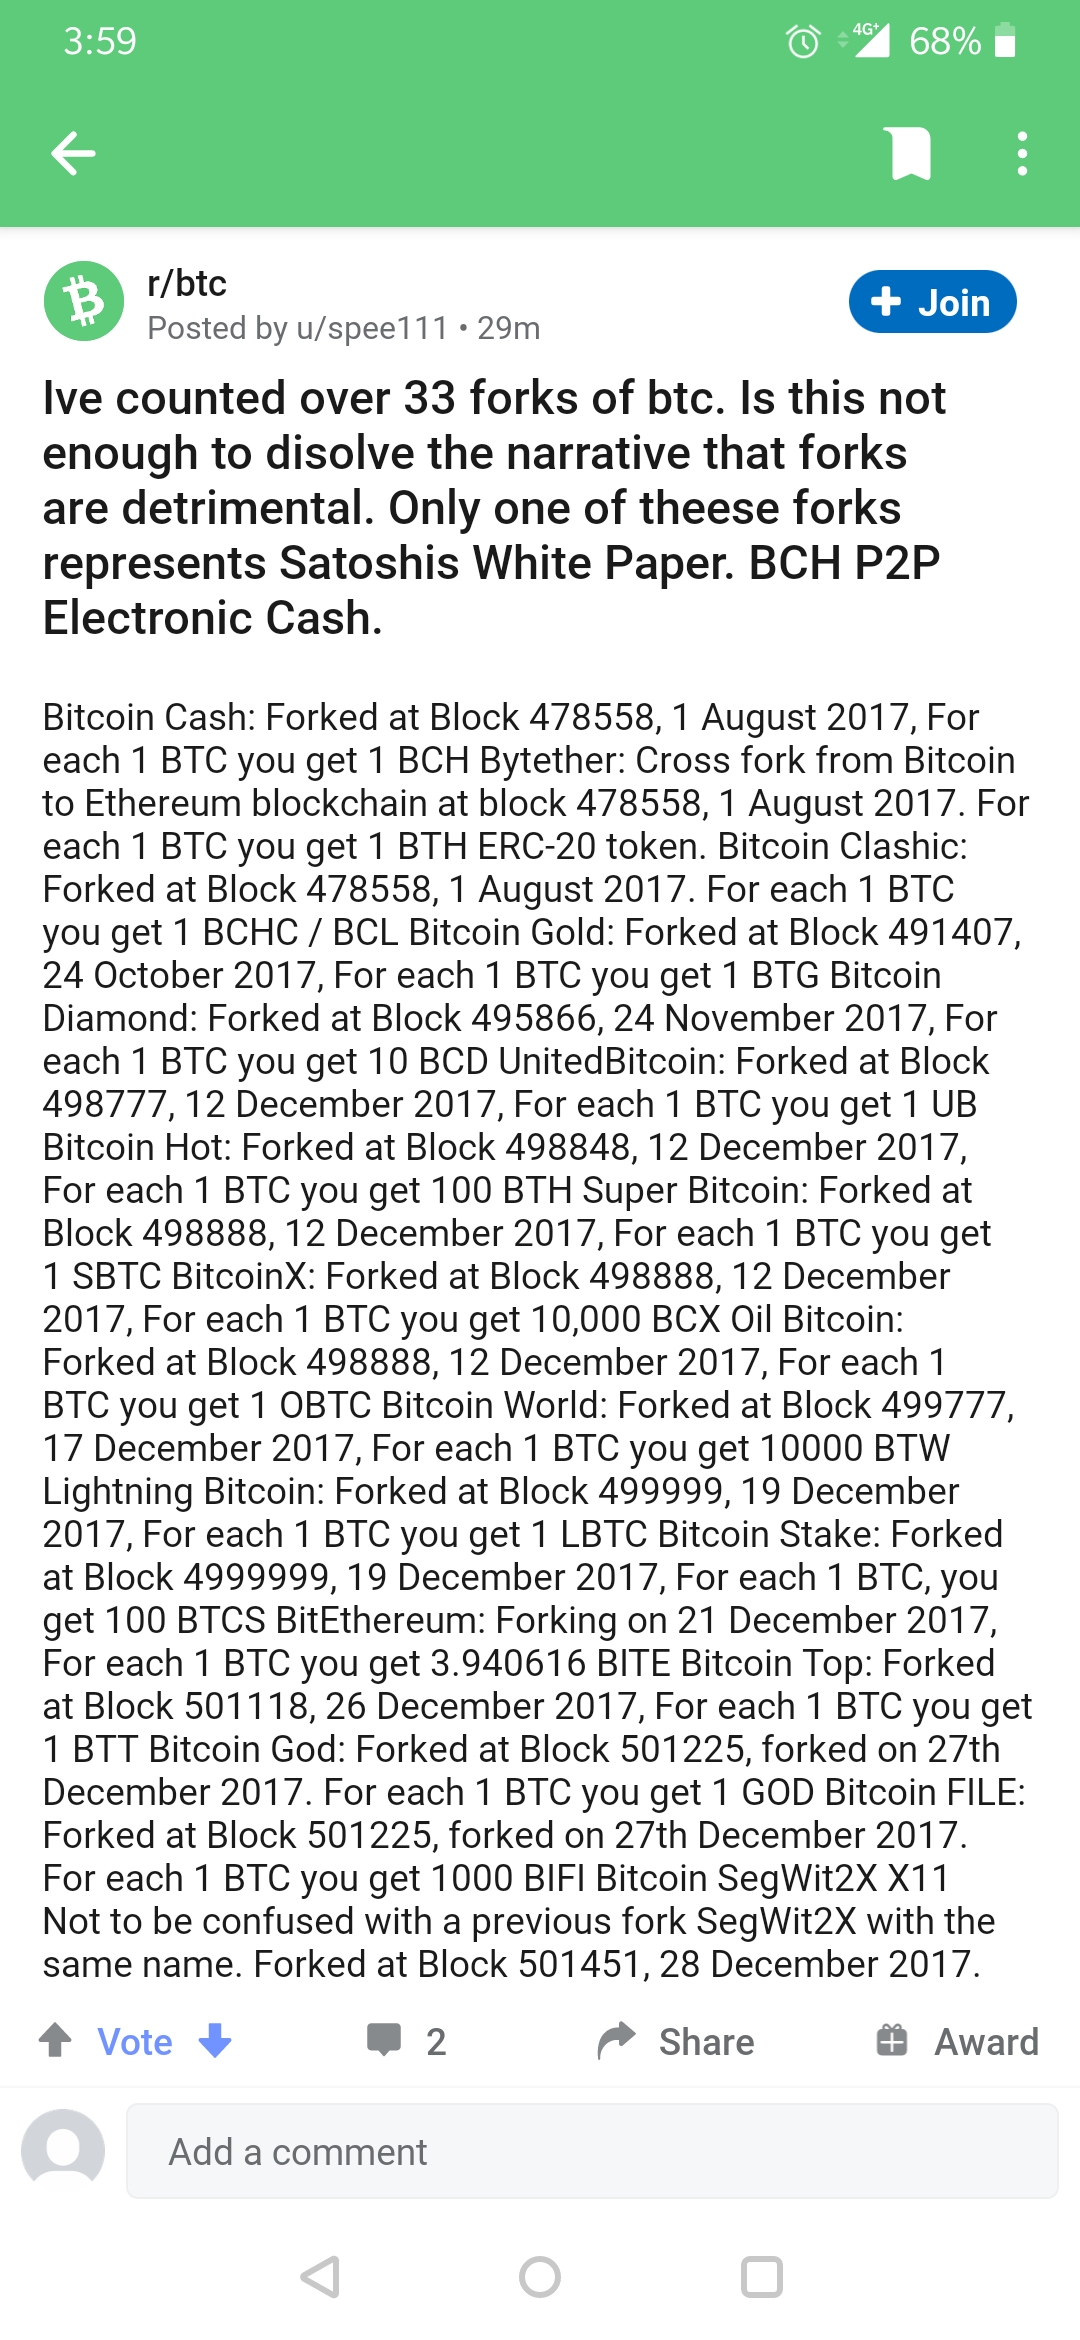 3:59
4G+ 68%
r/btc
Posted by u/spee111 • 29m
Join
Ive counted over 33 forks of btc. Is this not
enough to disolve the narrative that forks
are detrimental. Only one of theese forks
represents Satoshis White Paper. BCH P2P
Electronic Cash.
Bitcoin Cash: Forked at Block 478558, 1 August 2017, For
each 1 BTC you get 1 BCH Bytether: Cross fork from Bitcoin
to Ethereum blockchain at block 478558, 1 August 2017. For
each 1 BTC you get 1 BTH ERC-20 token. Bitcoin Clashic:
Forked at Block 478558, 1 August 2017. For each 1 BTC
you get 1 BCHC / BCL Bitcoin Gold: Forked at Block 491407,
24 October 2017, For each 1 BTC you get 1 BTG Bitcoin
Diamond: Forked at Block 495866, 24 November 2017, For
each 1 BTC you get 10 BCD UnitedBitcoin: Forked at Block
498777, 12 December 2017, For each 1 BTC you get 1 UB
Bitcoin Hot: Forked at Block 498848, 12 December 2017,
For each 1 BTC you get 100 BTH Super Bitcoin: Forked at
Block 498888, 12 December 2017, For each 1 BTC you get
1 SBTC BitcoinX: Forked at Block 498888, 12 December
2017, For each 1 BTC you get 10,000 BCX Oil Bitcoin:
Forked at Block 498888, 12 December 2017, For each 1
BTC you get 1 OBTC Bitcoin World: Forked at Block 499777,
17 December 2017, For each 1 BTC you get 10000 BTW
Lightning Bitcoin: Forked at Block 499999, 19 December
2017, For each 1 BTC you get 1 LBTC Bitcoin Stake: Forked
at Block 4999999, 19 December 2017, For each 1 BTC, you
get 100 BTCS BitEthereum: Forking on 21 December 2017,
For each 1 BTC you get 3.940616 BITE Bitcoin Top: Forked
at Block 501118, 26 December 2017, For each 1 BTC you get
1 BTT Bitcoin God: Forked at Block 501225, forked on 27th
December 2017. For each 1 BTC you get 1 GOD Bitcoin FILE:
Forked at Block 501225, forked on 27th December 2017.
For each 1 BTC you get 1000 BIFI Bitcoin SegWit2X X11
Not to be confused with a previous fork SegWit2X with the
same name. Forked at Block 501451, 28 December 2017.
Vote 2 Share Award
Add a comment